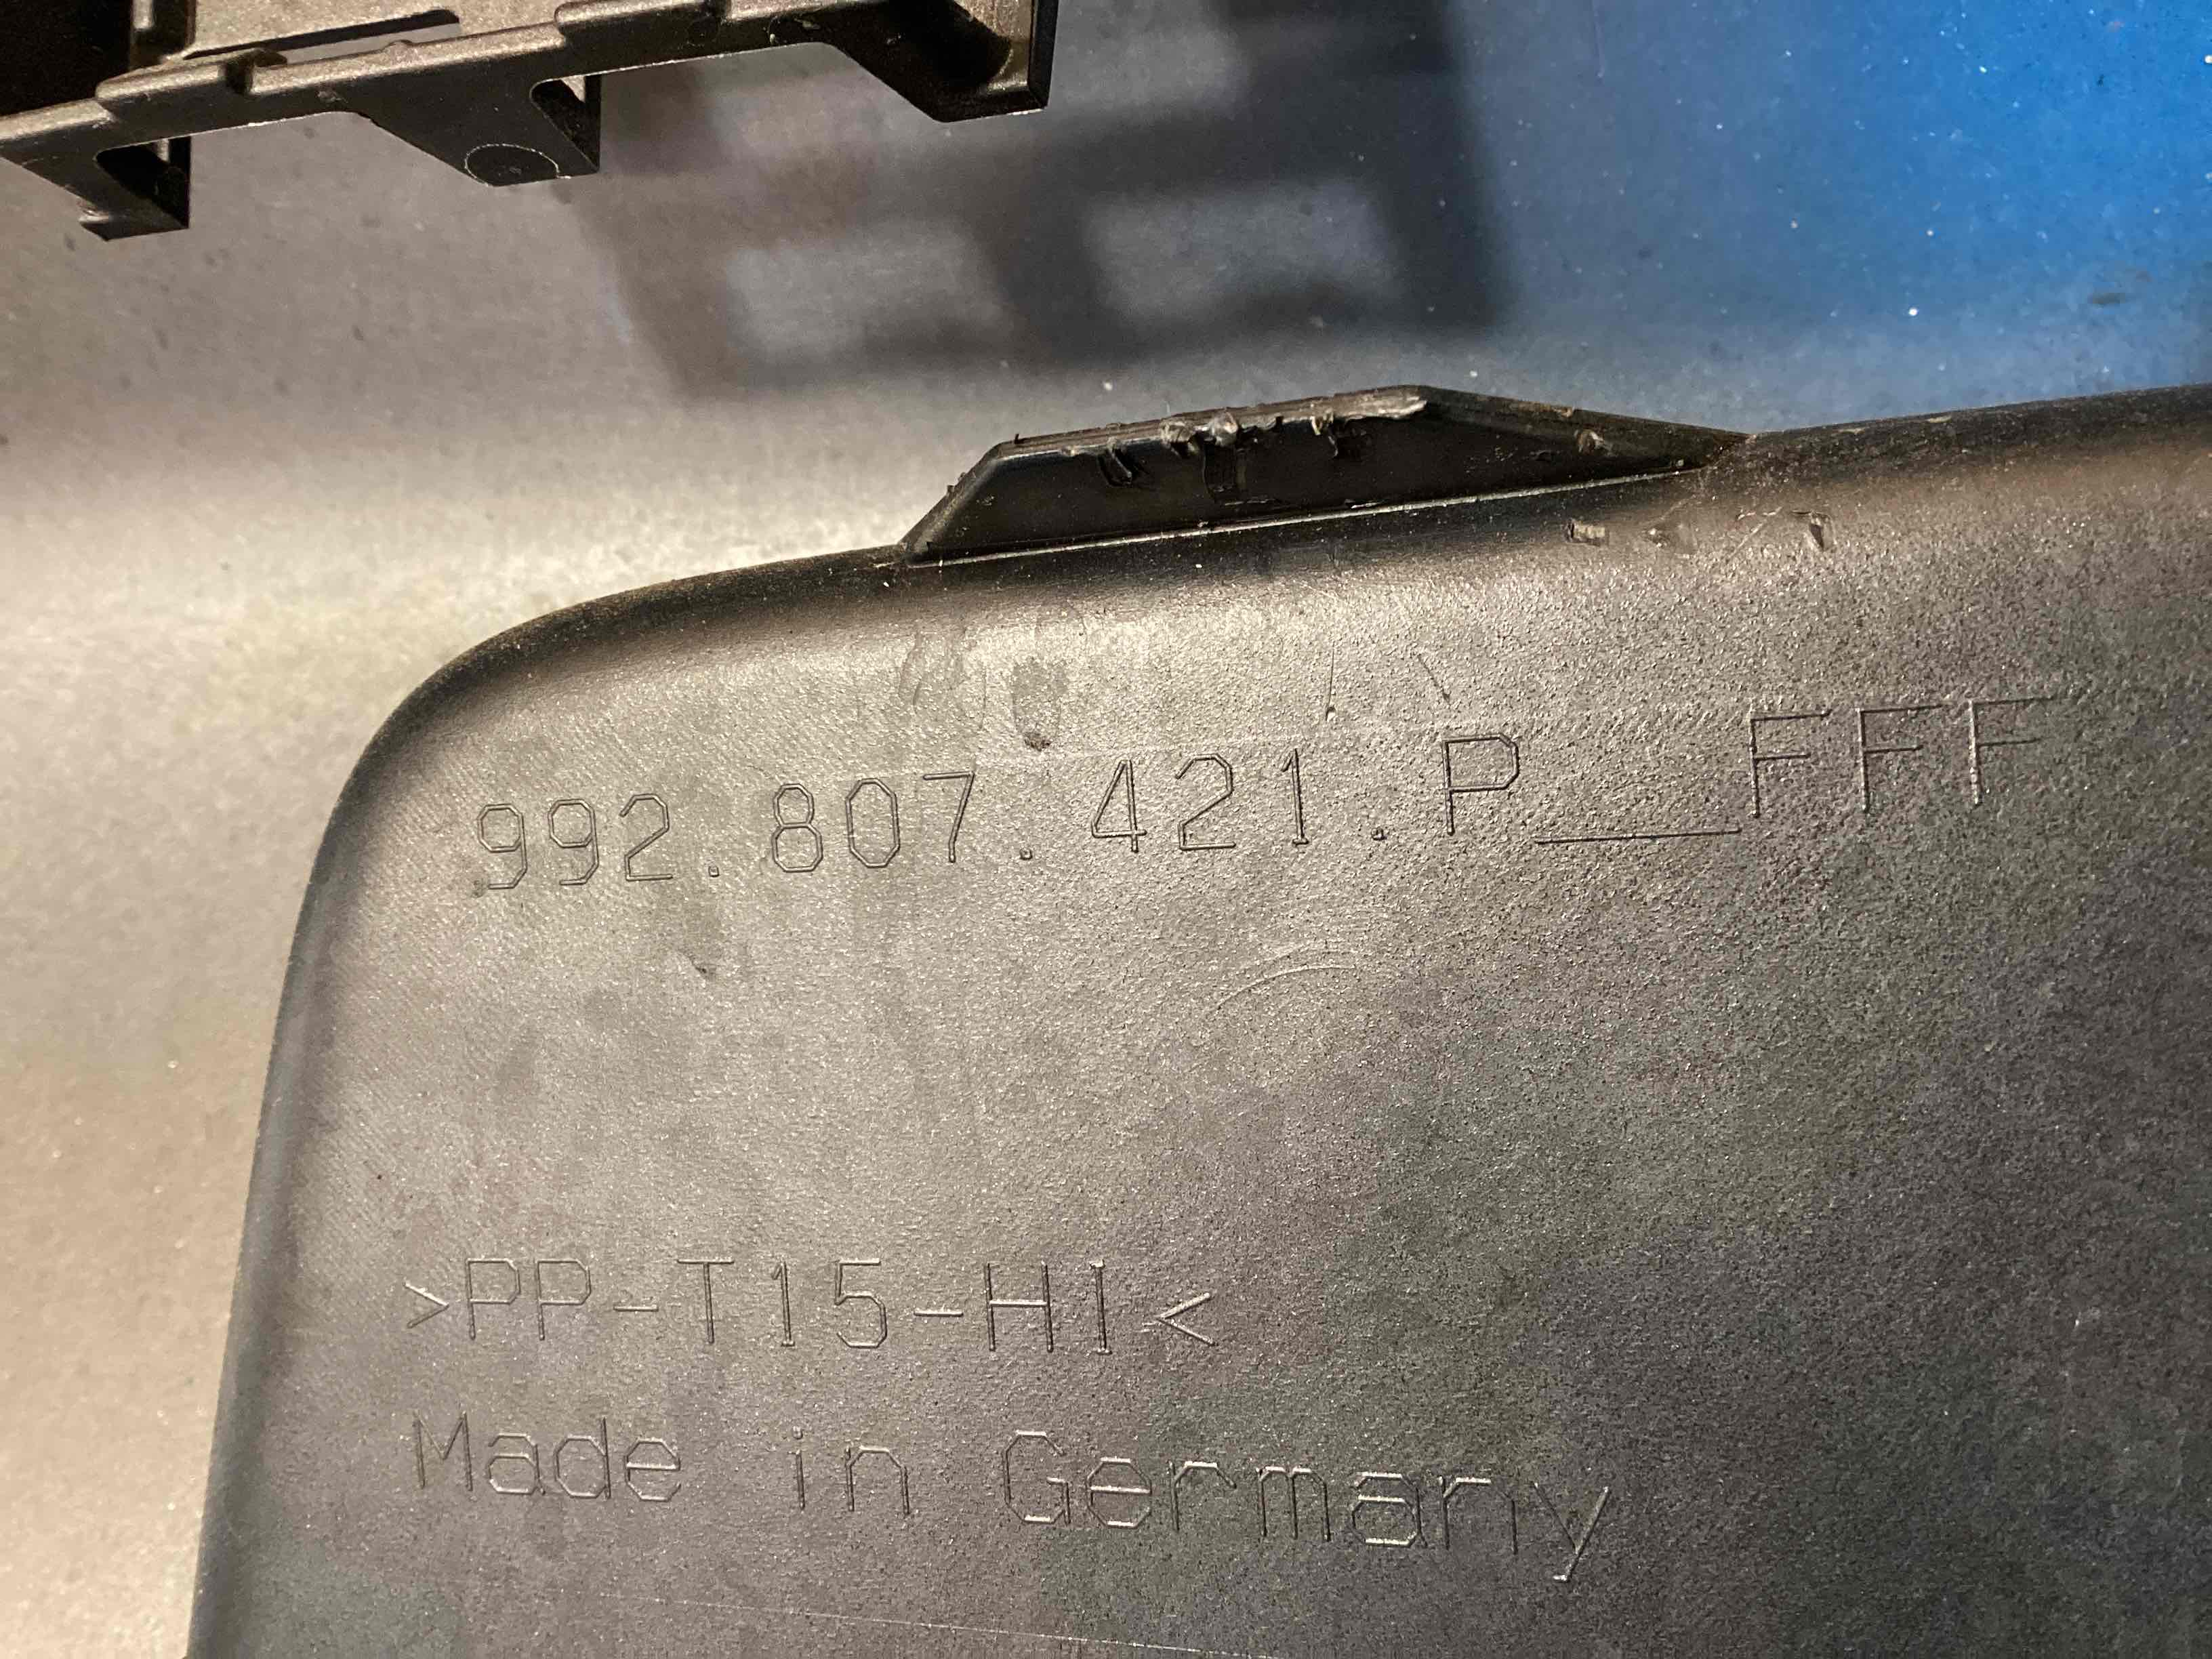 992.807.421.P__FFF
>PP-T15-HI<
Made in Germany